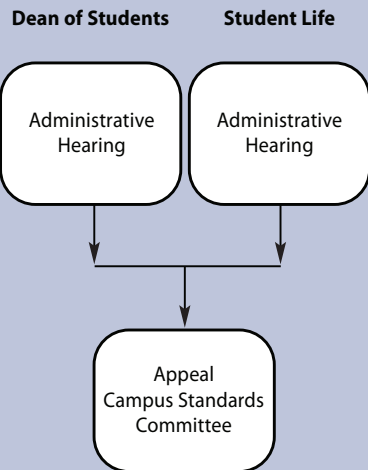 Dean of Students
Student Life
Administrative
Hearing
Administrative
Hearing
Appeal
Campus Standards
Committee